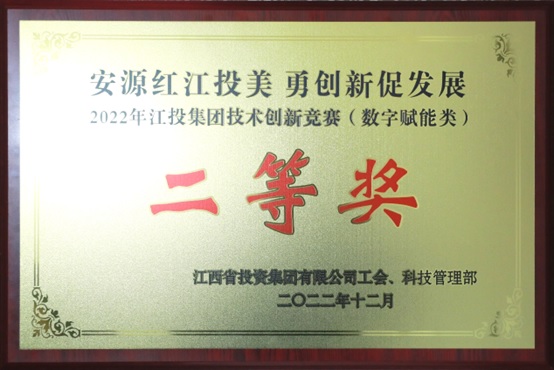 安源红江投美 勇创新促发展
2022年江投集团技术创新竞赛（数字赋能类）
二等奖
江西省投资集团有限公司工会、科技管理部
二〇二二年十二月